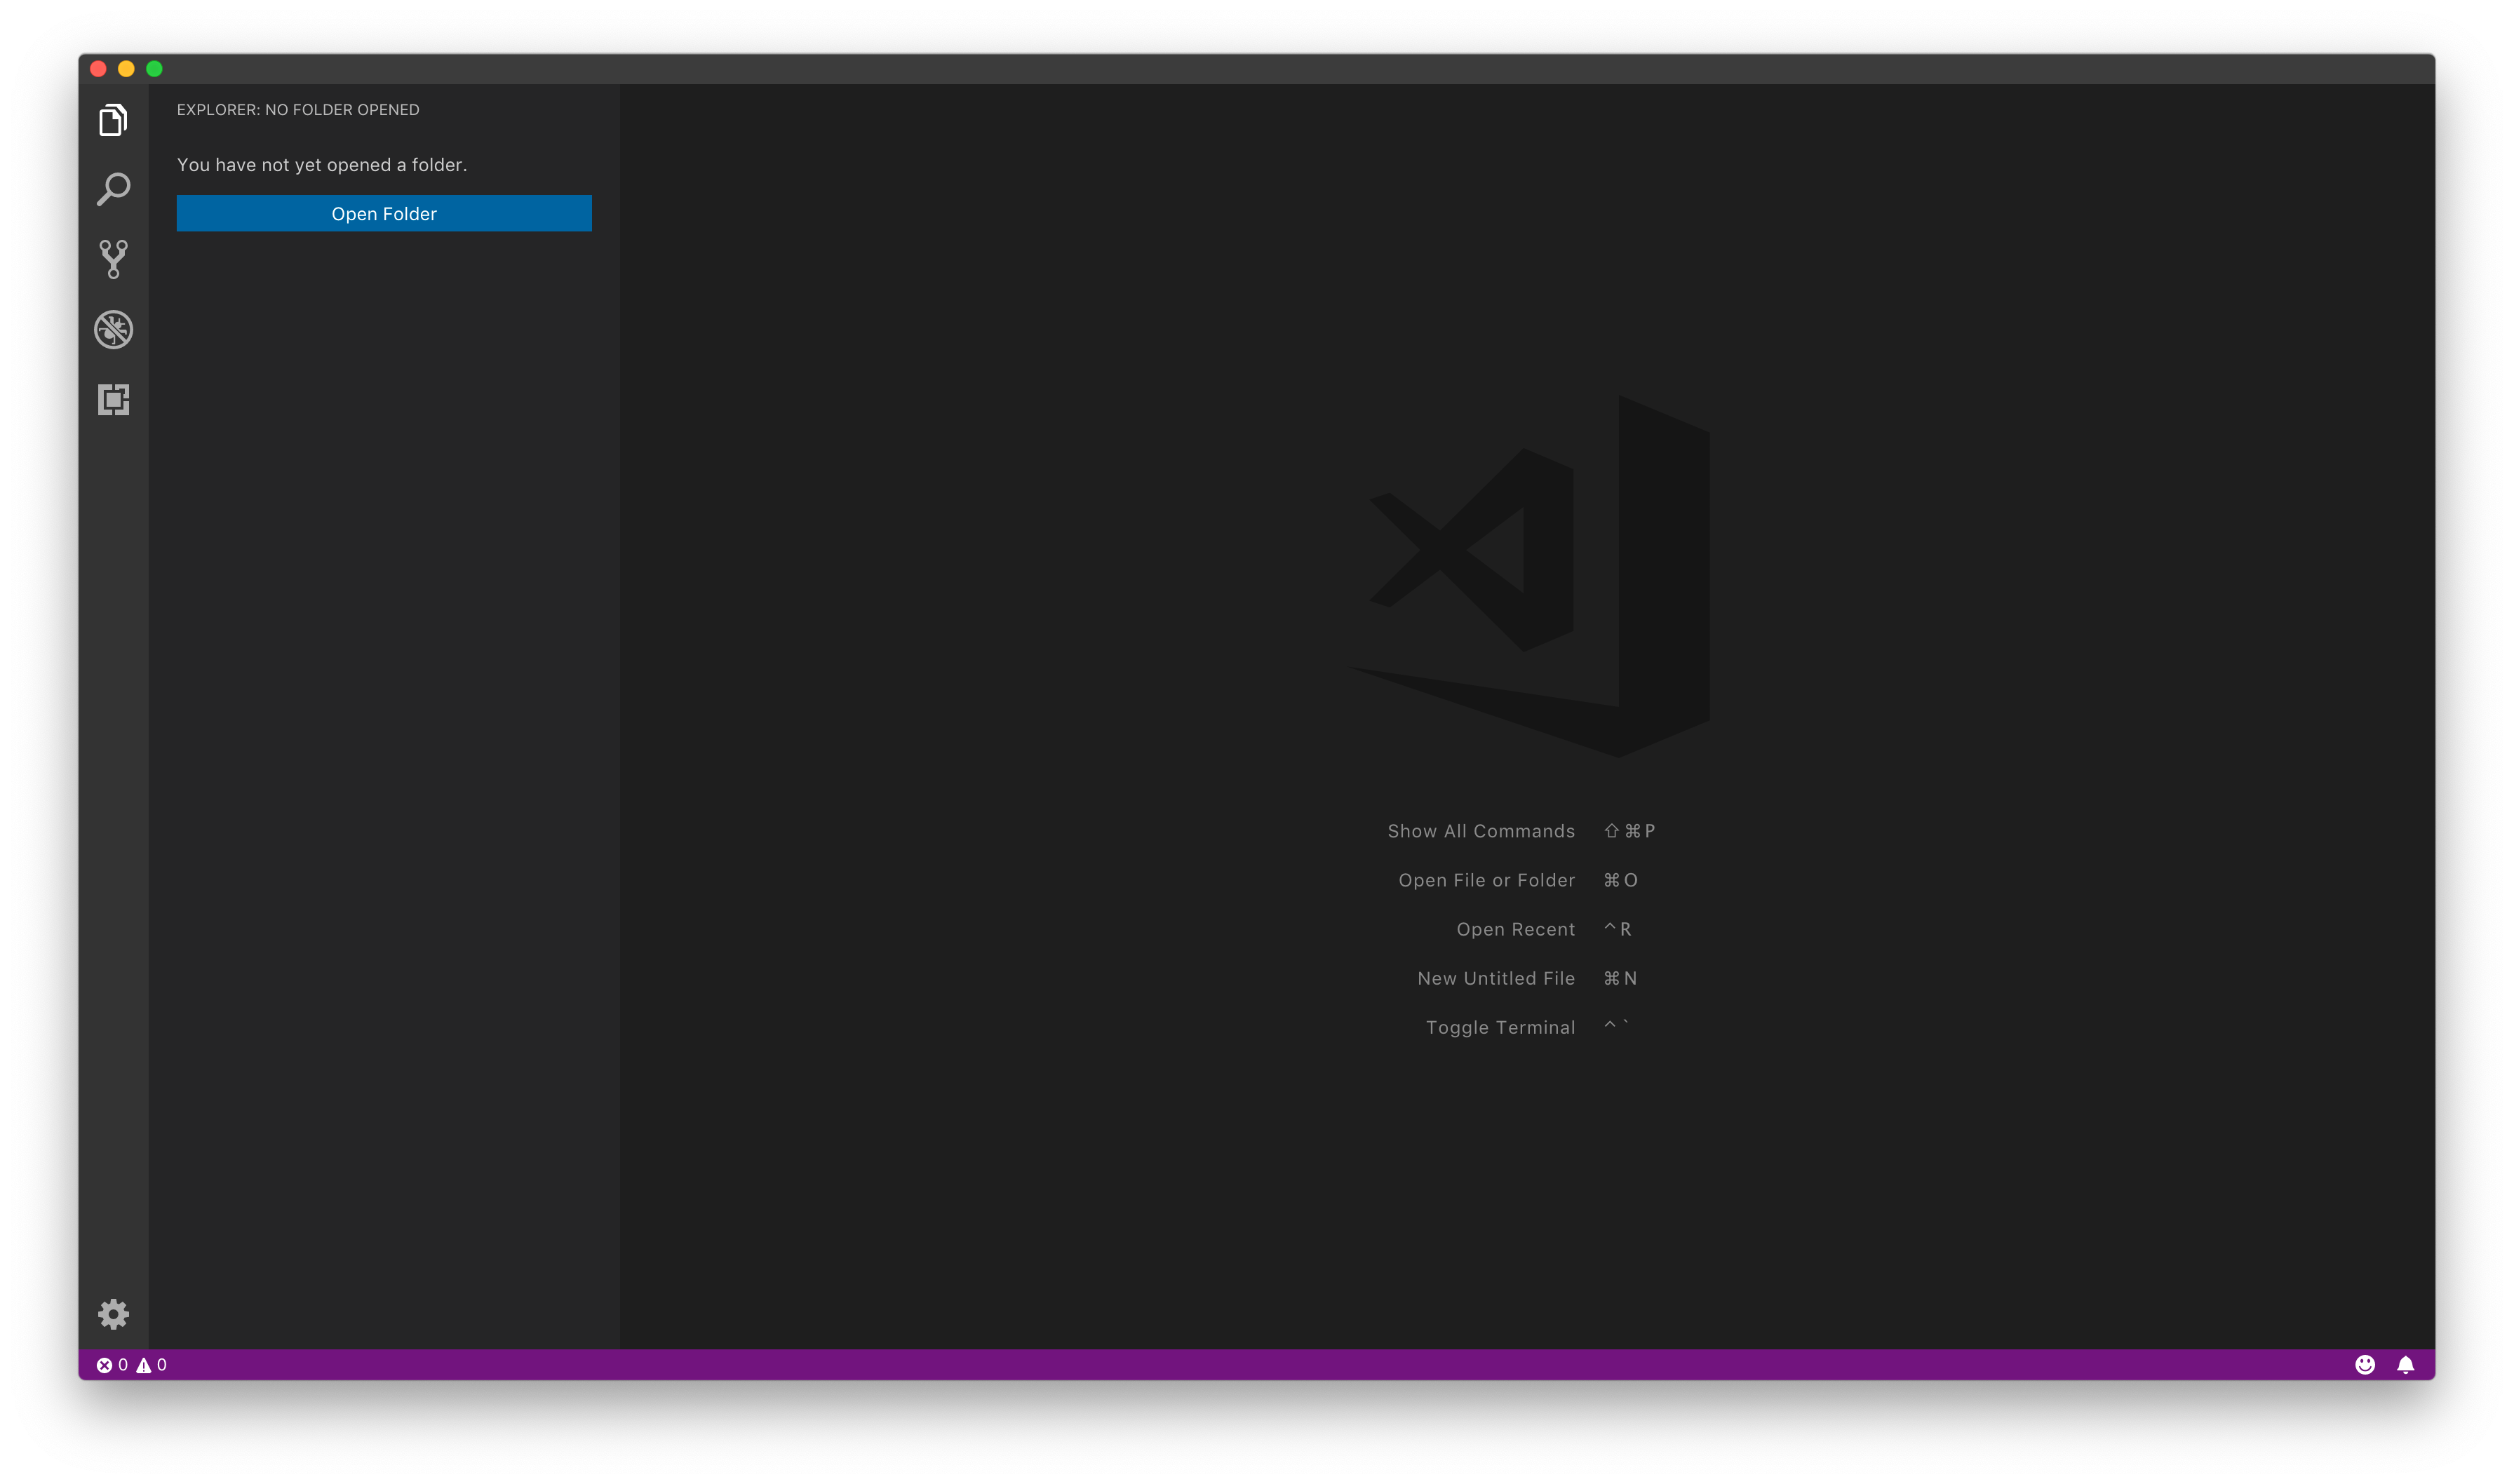 EXPLORER: NO FOLDER OPENED
You have not yet opened a folder.
Open Folder
Show All Commands ⇧⌘P
Open File or Folder ⌘O
Open Recent ^R
New Untitled File ⌘N
Toggle Terminal ^`
0 0